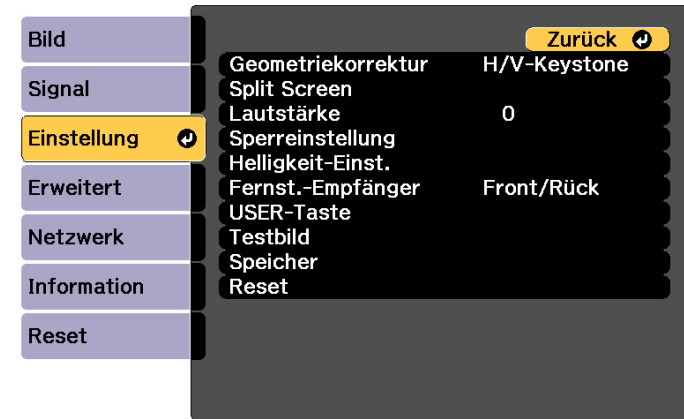 Bild
Signal
Einstellung
Erweitert
Netzwerk
Information
Reset
Zurück
Geometriekorrektur H/V-Keystone
Split Screen
Lautstärke 0
Sperreinstellung
Helligkeit-Einst.
Fernst.-Empfänger Front/Rück
USER-Taste
Testbild
Speicher
Reset